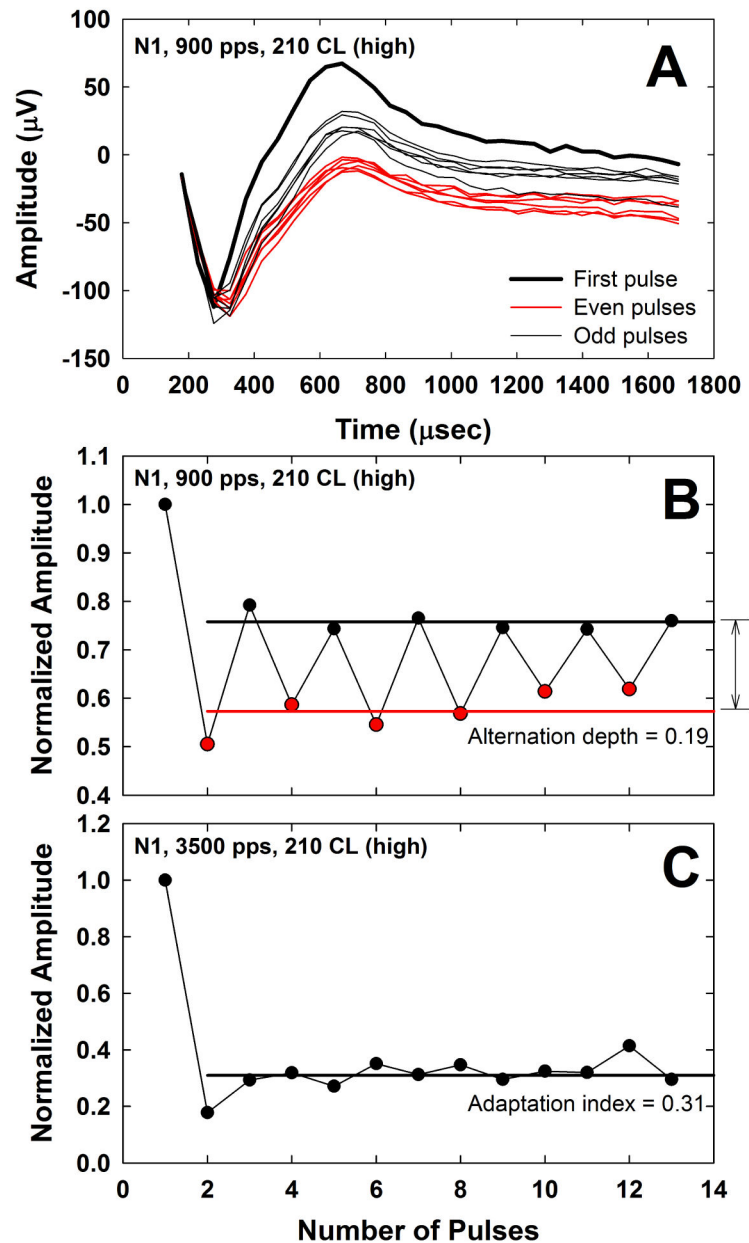 N1, 900 pps, 210 CL (high)
A
Amplitude (μV)
100
50
0
-50
-100
-150
First pulse
Even pulses
Odd pulses
0 200 400 600 800 1000 1200 1400 1600 1800
Time (μsec)
N1, 900 pps, 210 CL (high)
B
Normalized Amplitude
1.1
1.0
0.9
0.8
0.7
0.6
0.5
0.4
Alternation depth = 0.19
N1, 3500 pps, 210 CL (high)
C
Normalized Amplitude
1.2
1.0
0.8
0.6
0.4
0.2
0.0
Adaptation index = 0.31
0 2 4 6 8 10 12 14
Number of Pulses